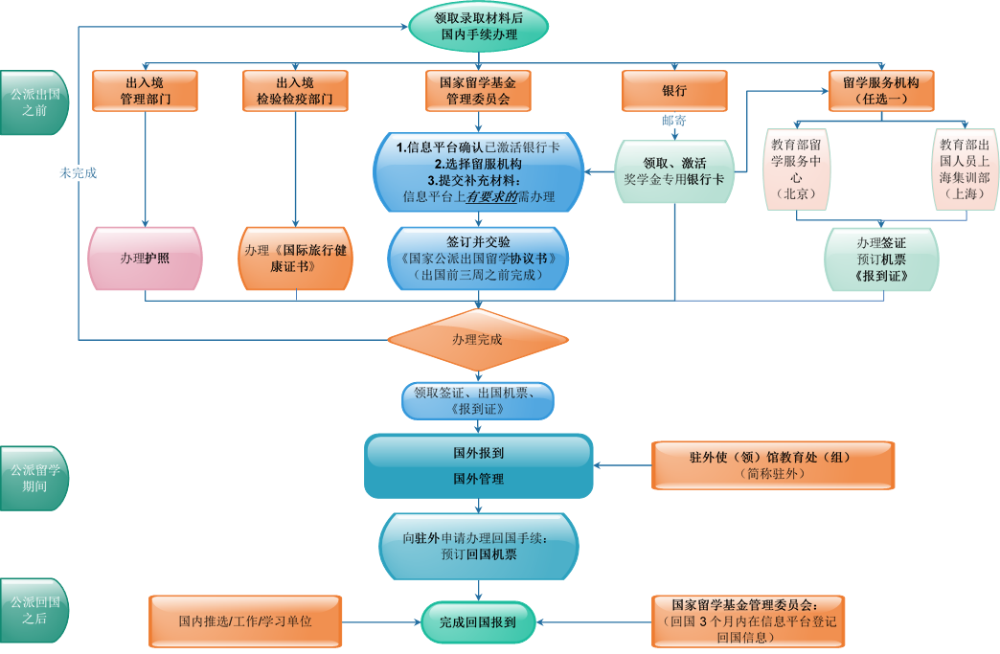 领取录取材料后
国内手续办理
公派出国
之前
出入境
管理部门
出入境
检验检疫部门
国家留学基金
管理委员会
银行
留学服务机构
（任选一）
邮寄
未完成
1.信息平台确认已激活银行卡
2.选择留服机构
3.提交补充材料：
信息平台上有要求的需办理
领取、激活
奖学金专用银行卡
教育部留
学服务中
心
（北京）
教育部出
国人员上
海集训部
（上海）
办理护照
办理《国际旅行健
康证书》
签订并交验
《国家公派出国留学协议书》
（出国前三周之前完成）
办理签证
预订机票
《报到证》
办理完成
领取签证、出国机票、
《报到证》
公派留学
期间
国外报到
国外管理
驻外使（领）馆教育处（组）
（简称驻外）
向驻外申请办理回国手续；
预订回国机票
公派回国
之后
国内推选/工作/学习单位
完成回国报到
国家留学基金管理委员会：
（回国 3 个月内在信息平台登记
回国信息）